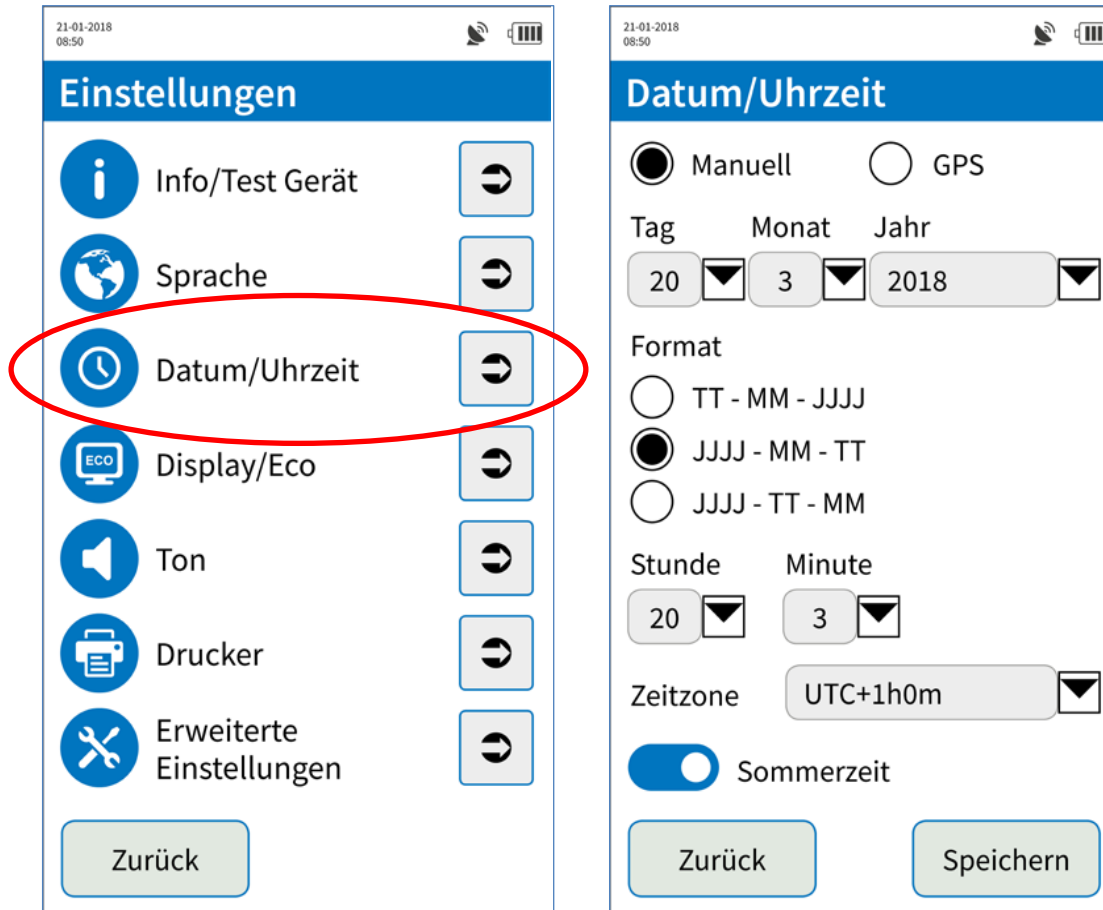 21-01-2018
08:50
Einstellungen
Info/Test Gerät
Sprache
Datum/Uhrzeit
ECO
Display/Eco
Ton
Drucker
Erweiterte
Einstellungen
Zurück
21-01-2018
08:50
Datum/Uhrzeit
Manuell GPS
Tag Monat Jahr
20 3 2018
Format
TT - MM - JJJJ
JJJJ - MM - TT
JJJJ - TT - MM
Stunde Minute
20 3
Zeitzone UTC+1h0m
Sommerzeit
Zurück Speichern